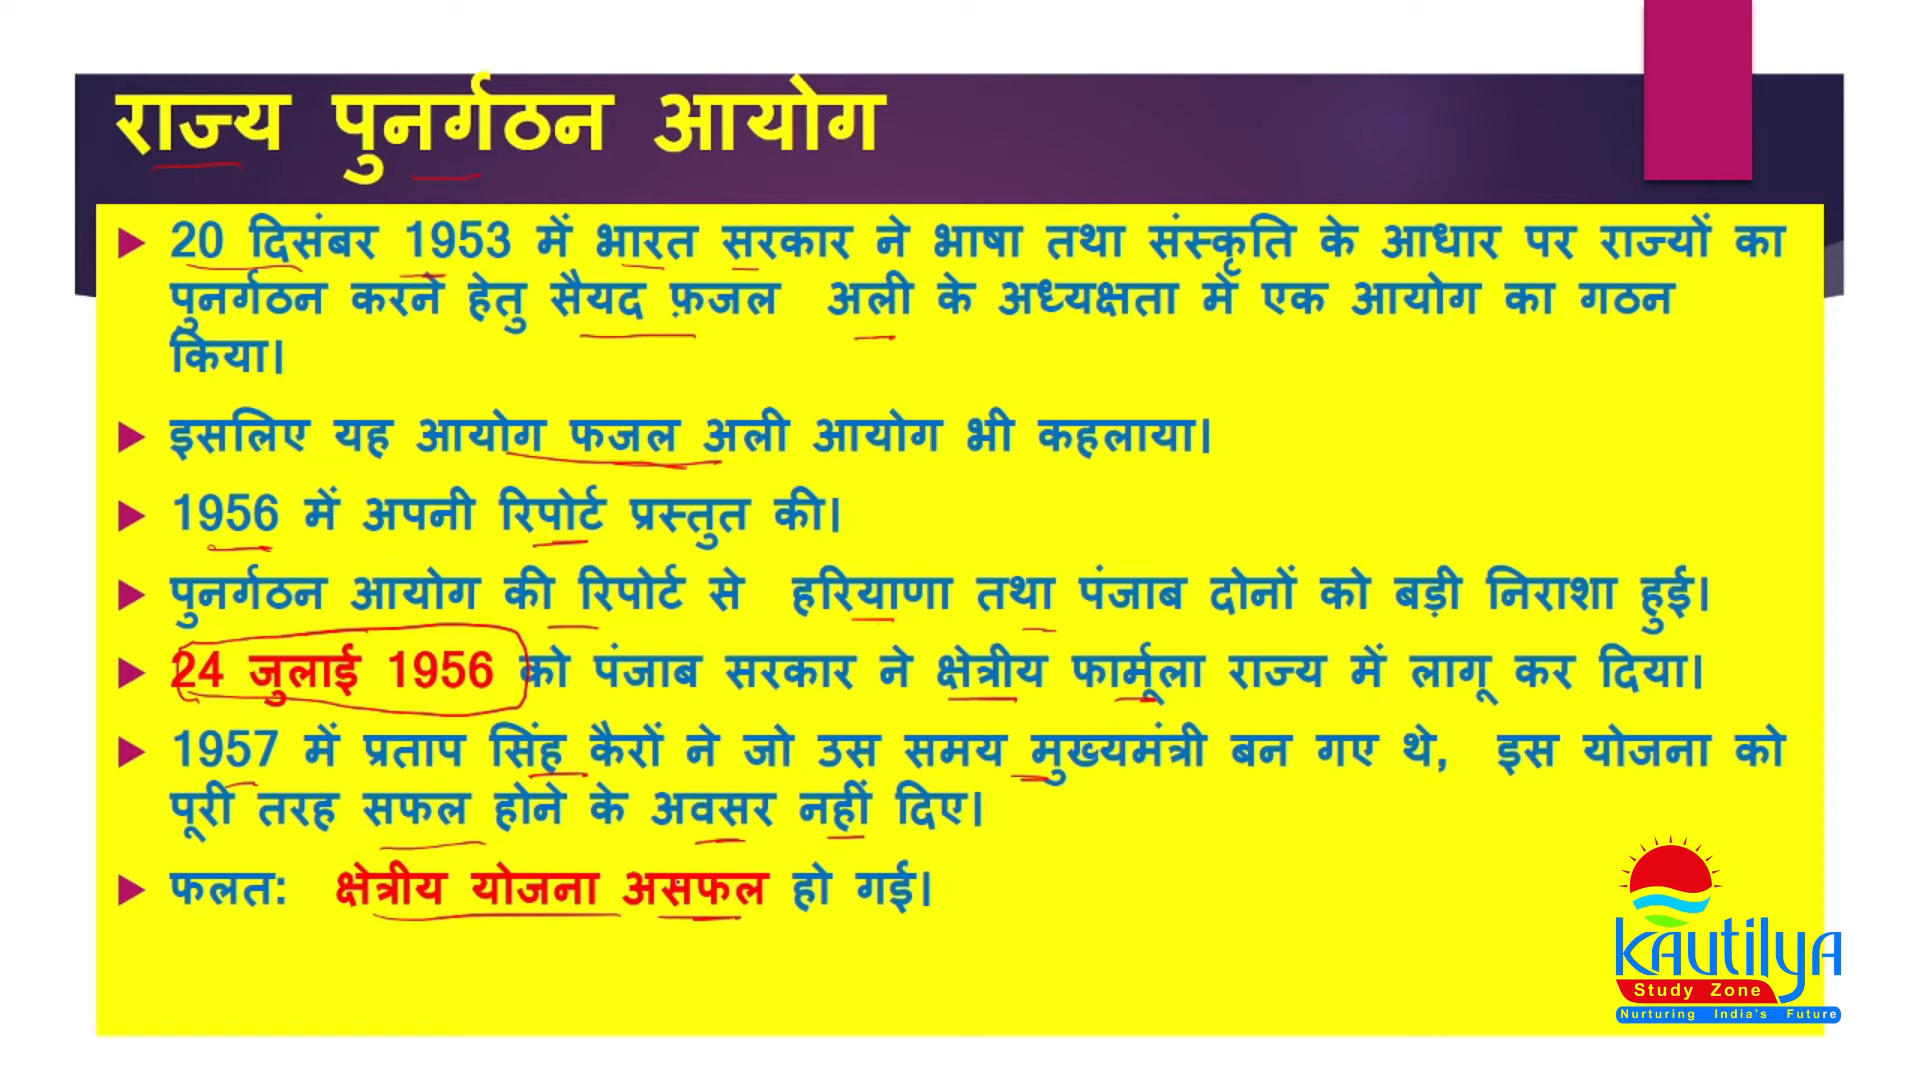 राज्य पुनर्गठन आयोग
20 दिसंबर 1953 में भारत सरकार ने भाषा तथा संस्कृति के आधार पर राज्यों का
पुनर्गठन करने हेतु सैयद फ़जल अली के अध्यक्षता में एक आयोग का गठन
किया।
इसलिए यह आयोग फजल अली आयोग भी कहलाया।
1956 में अपनी रिपोर्ट प्रस्तुत की।
पुनर्गठन आयोग की रिपोर्ट से हरियाणा तथा पंजाब दोनों को बड़ी निराशा हुई।
24 जुलाई 1956 को पंजाब सरकार ने क्षेत्रीय फार्मूला राज्य में लागू कर दिया।
1957 में प्रताप सिंह कैरों ने जो उस समय मुख्यमंत्री बन गए थे, इस योजना को
पूरी तरह सफल होने के अवसर नहीं दिए।
फलत: क्षेत्रीय योजना असफल हो गई।
kAutilyA
Study Zone
Nurturing India's Future